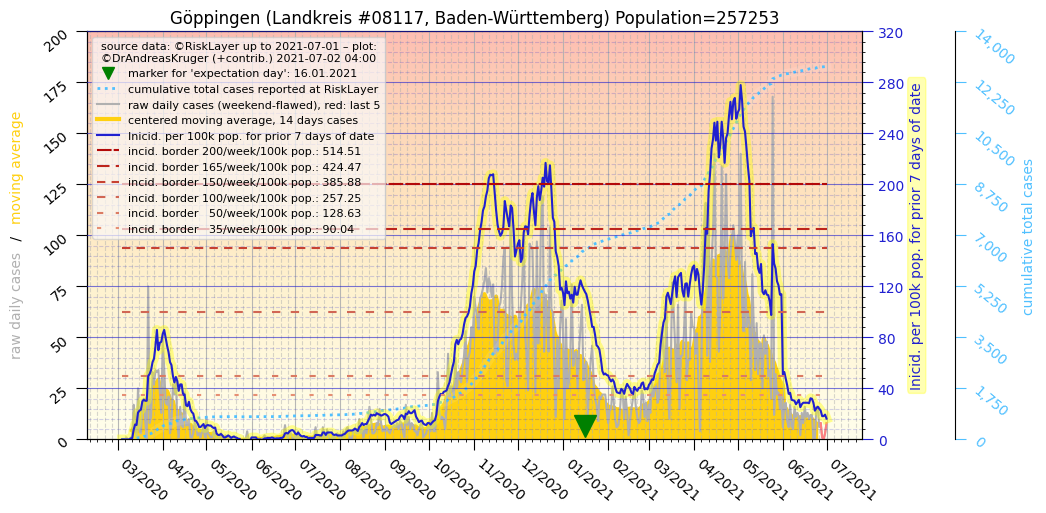 Göppingen (Landkreis #08117, Baden-Württemberg) Population=257253
source data: ©RiskLayer up to 2021-07-01 – plot:
©DrAndreasKruger (+contrib.) 2021-07-02 04:00
marker for 'expectation day': 16.01.2021
cumulative total cases reported at RiskLayer
raw daily cases (weekend-flawed), red: last 5
centered moving average, 14 days cases
Inicid. per 100k pop. for prior 7 days of date
incid. border 200/week/100k pop.: 514.51
incid. border 165/week/100k pop.: 424.47
incid. border 150/week/100k pop.: 385.88
incid. border 100/week/100k pop.: 257.25
incid. border   50/week/100k pop.: 128.63
incid. border   35/week/100k pop.: 90.04
raw daily cases / moving average
200
175
150
125
100
75
50
25
0
320
280
240
200
160
120
80
40
0
Inicid. per 100k pop. for prior 7 days of date
14,000
12,250
10,500
8,750
7,000
5,250
3,500
1,750
0
cumulative total cases
03/2020
04/2020
05/2020
06/2020
07/2020
08/2020
09/2020
10/2020
11/2020
12/2020
01/2021
02/2021
03/2021
04/2021
05/2021
06/2021
07/2021